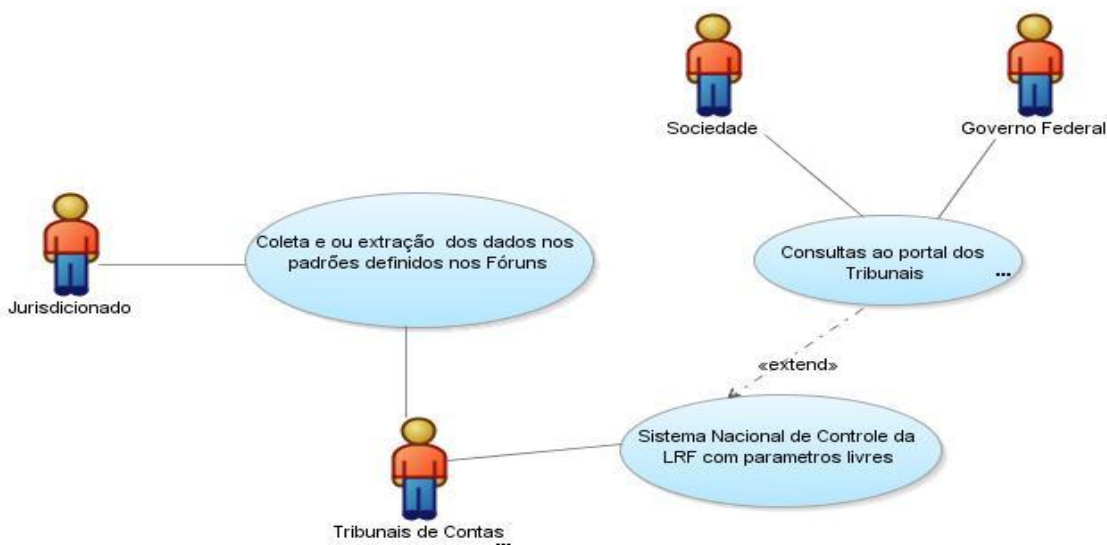 Sociedade
Governo Federal
Coleta e ou extração dos dados nos
padrões definidos nos Fóruns
Consultas ao portal dos
Tribunais
...
Jurisdicionado
«extend»
Sistema Nacional de Controle da
LRF com parametros livres
Tribunais de Contas
...